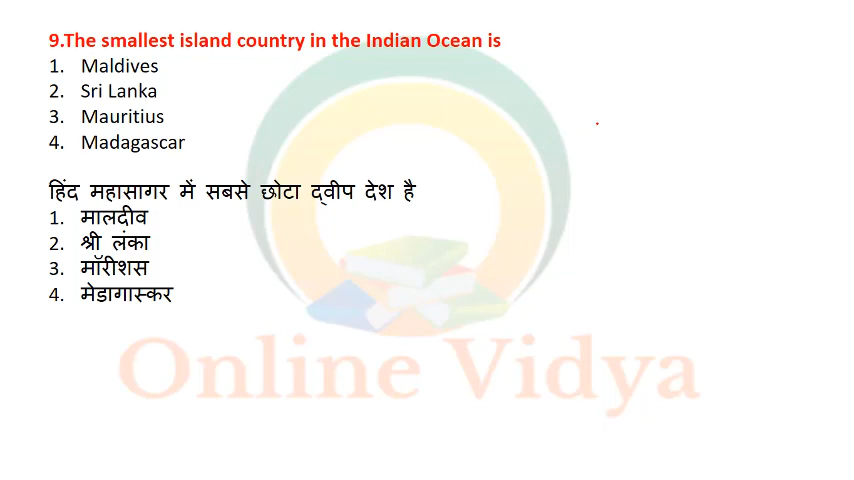 9.The smallest island country in the Indian Ocean is
1. Maldives
2. Sri Lanka
3. Mauritius
4. Madagascar
हिंद महासागर में सबसे छोटा द्वीप देश है
1. मालदीव
2. श्री लंका
3. मॉरीशस
4. मेडागास्कर
Online Vidya